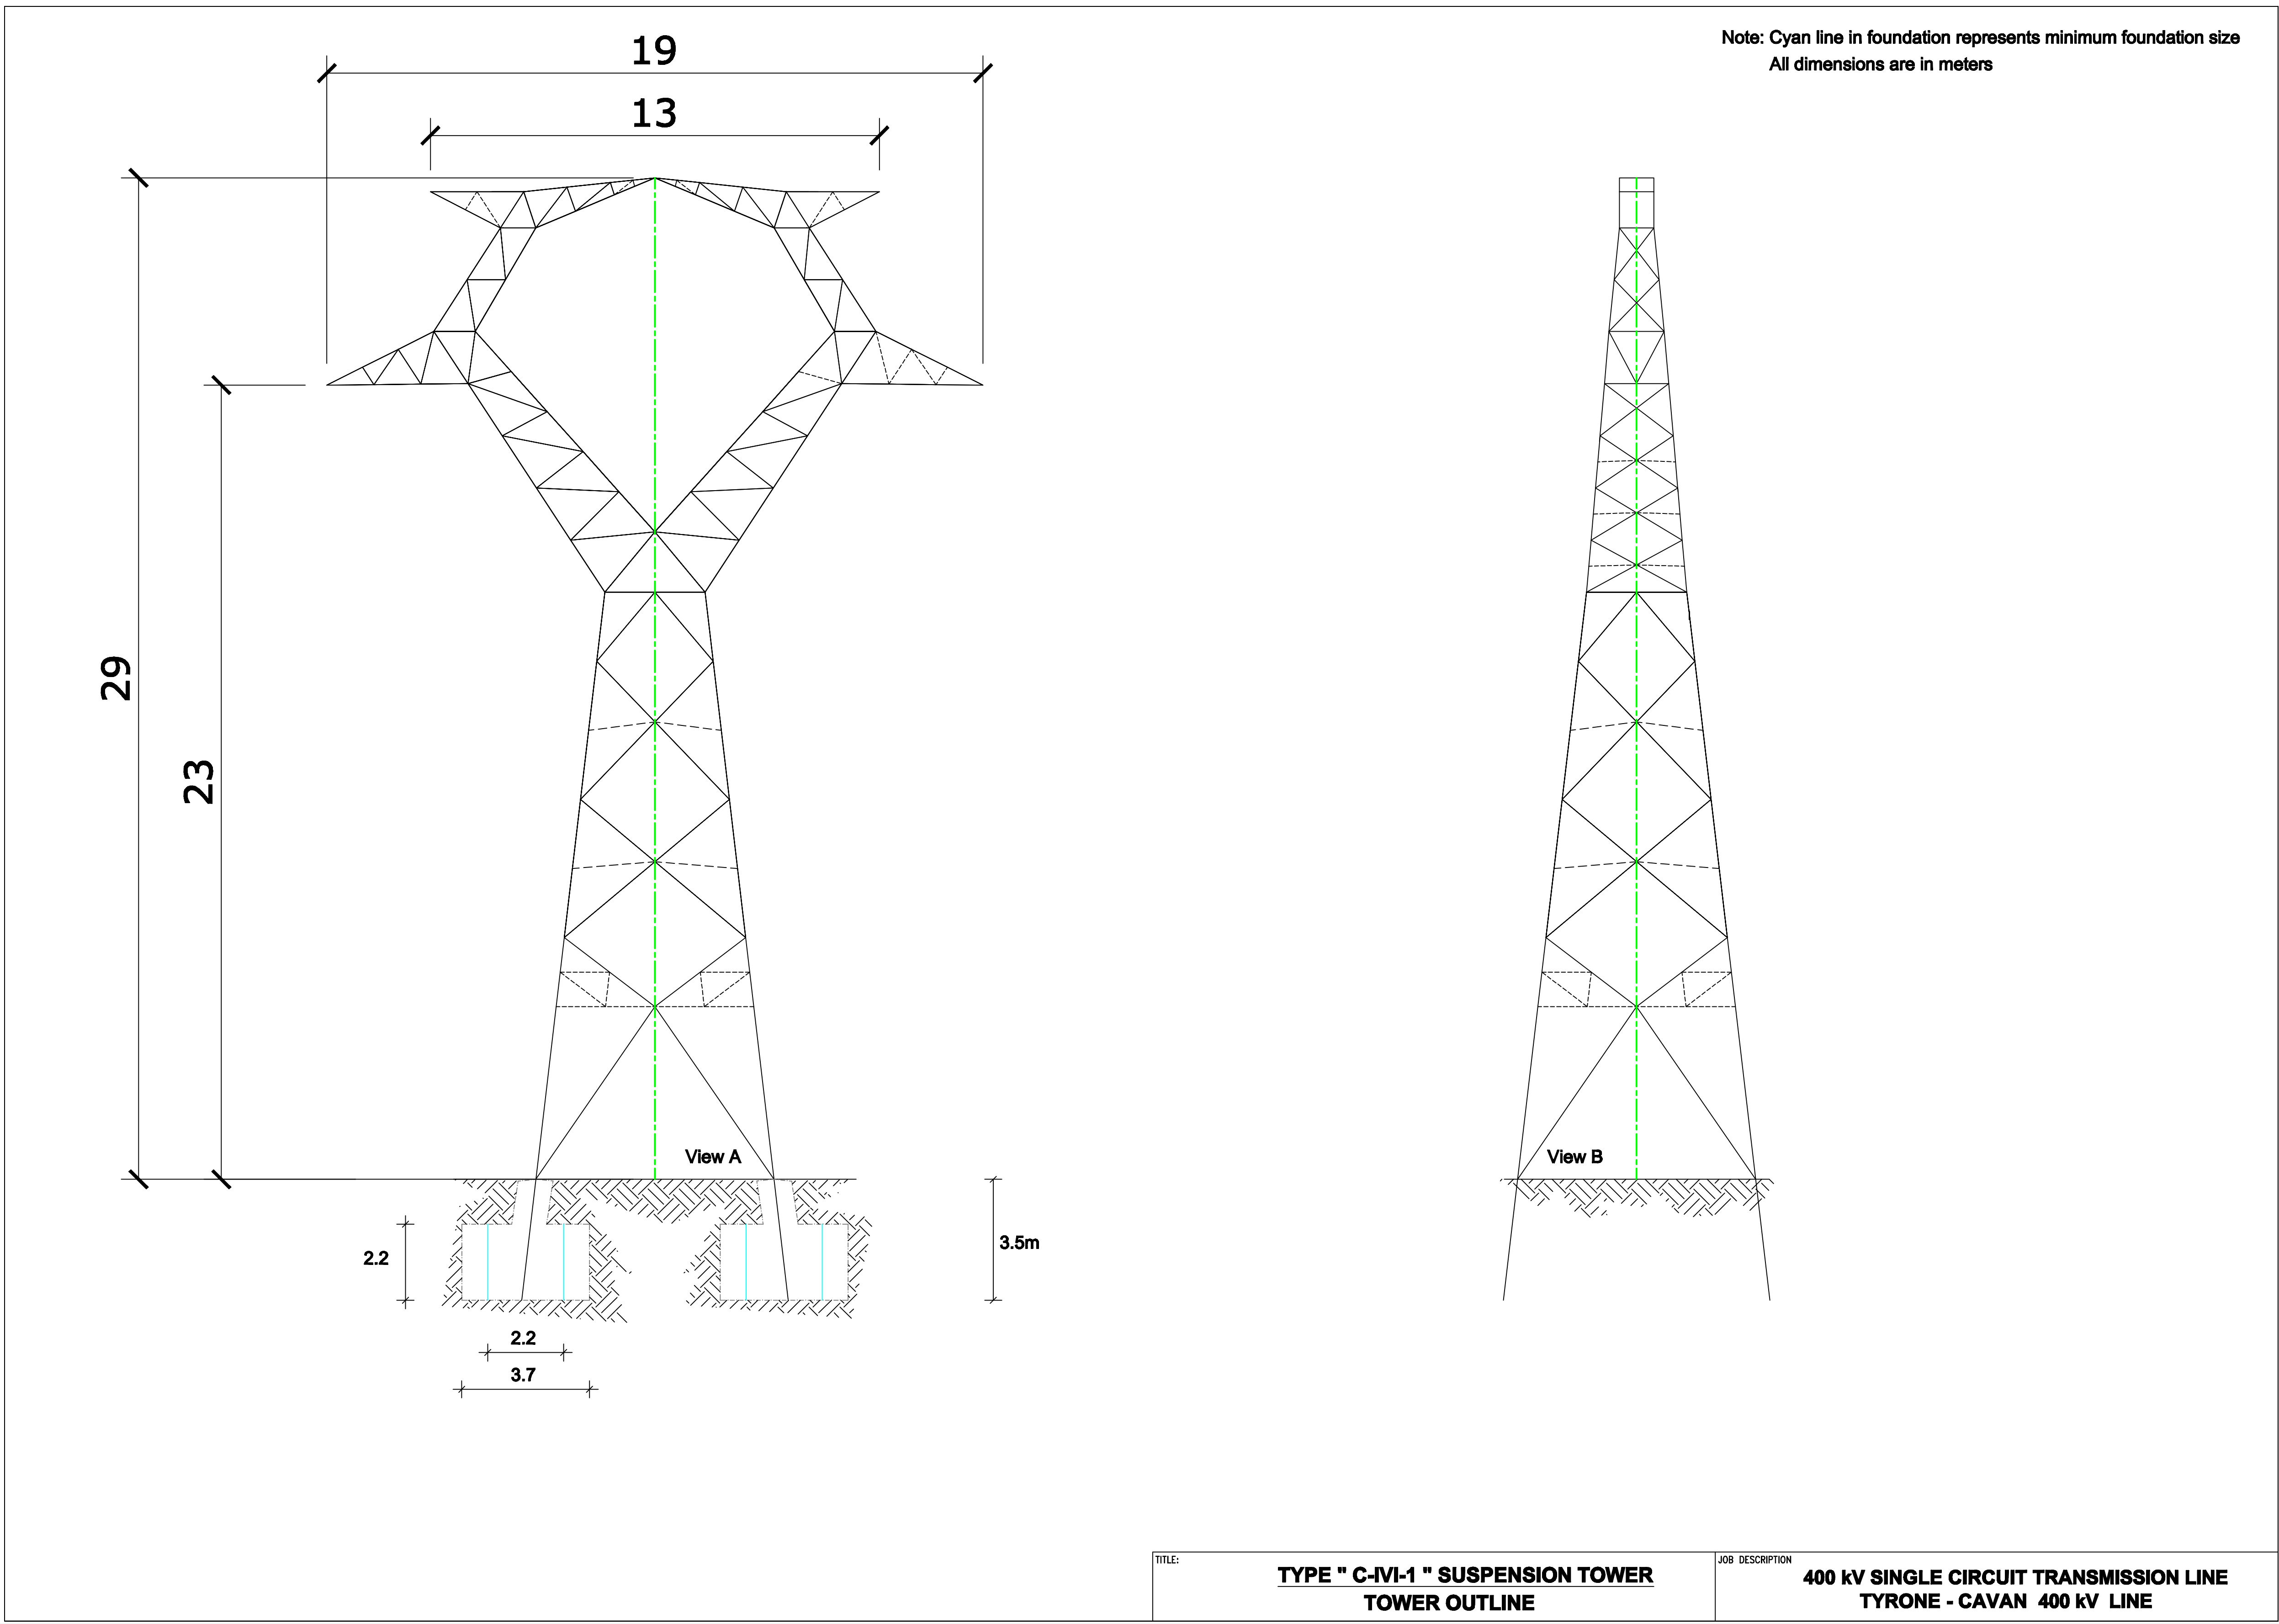 Note: Cyan line in foundation represents minimum foundation size
All dimensions are in meters
19
13
29
23
View A
View B
2.2
3.5m
2.2
3.7
TITLE:
TYPE " C-IVI-1 " SUSPENSION TOWER
TOWER OUTLINE
JOB DESCRIPTION
400 kV SINGLE CIRCUIT TRANSMISSION LINE
TYRONE - CAVAN 400 kV LINE